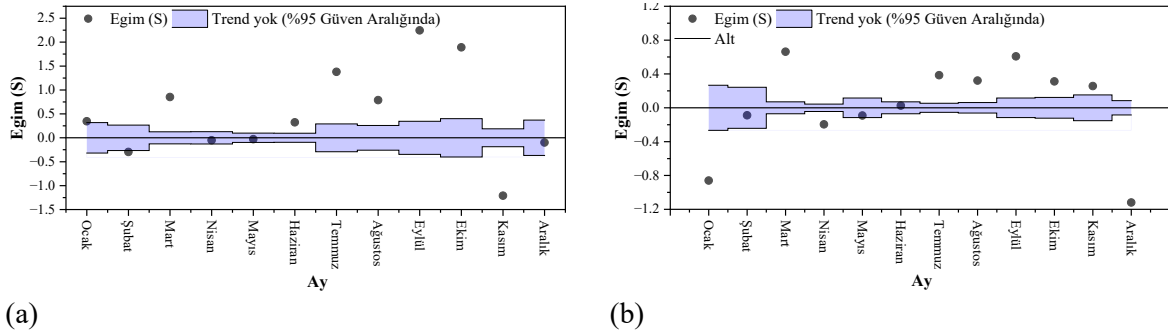 Egim (S) Trend yok (%95 Güven Aralığında)
2.5
2.0
1.5
1.0
0.5
0.0
−0.5
−1.0
−1.5
Egim (S)
Ocak
Şubat
Mart
Nisan
Mayıs
Haziran
Temmuz
Ağustos
Eylül
Ekim
Kasım
Aralık
Ay
(a)
Egim (S) Trend yok (%95 Güven Aralığında)
Alt
1.2
0.8
0.4
0.0
−0.4
−0.8
−1.2
Egim (S)
Ocak
Şubat
Mart
Nisan
Mayıs
Haziran
Temmuz
Ağustos
Eylül
Ekim
Kasım
Aralık
Ay
(b)